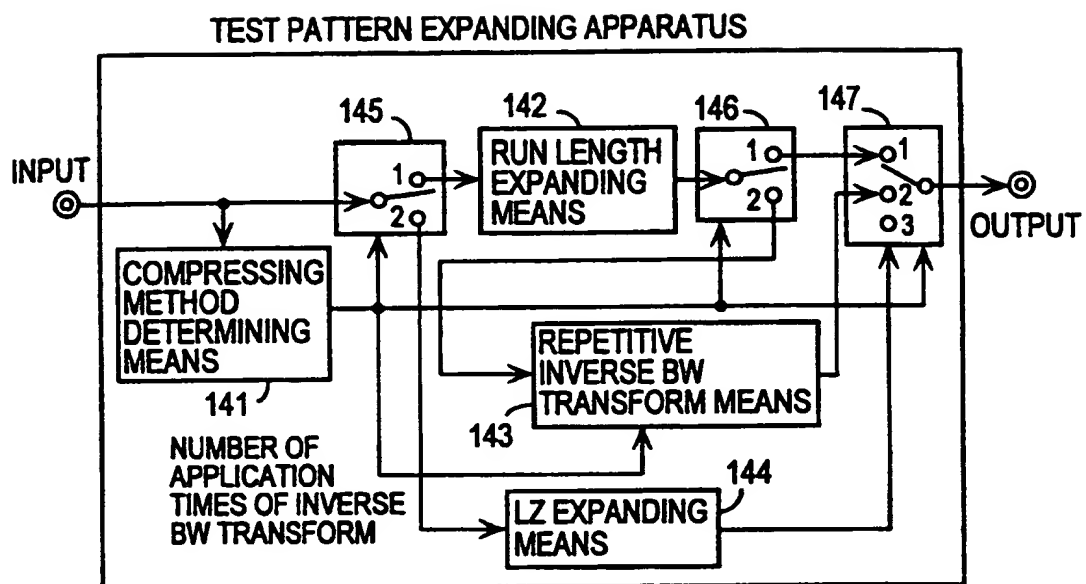 TEST PATTERN EXPANDING APPARATUS
INPUT
145
1
2
142
RUN LENGTH
EXPANDING
MEANS
146
1
2
147
1
2
3
OUTPUT
COMPRESSING
METHOD
DETERMINING
MEANS
141
REPETITIVE
INVERSE BW
TRANSFORM MEANS
143
NUMBER OF
APPLICATION
TIMES OF INVERSE
BW TRANSFORM
LZ EXPANDING
MEANS
144